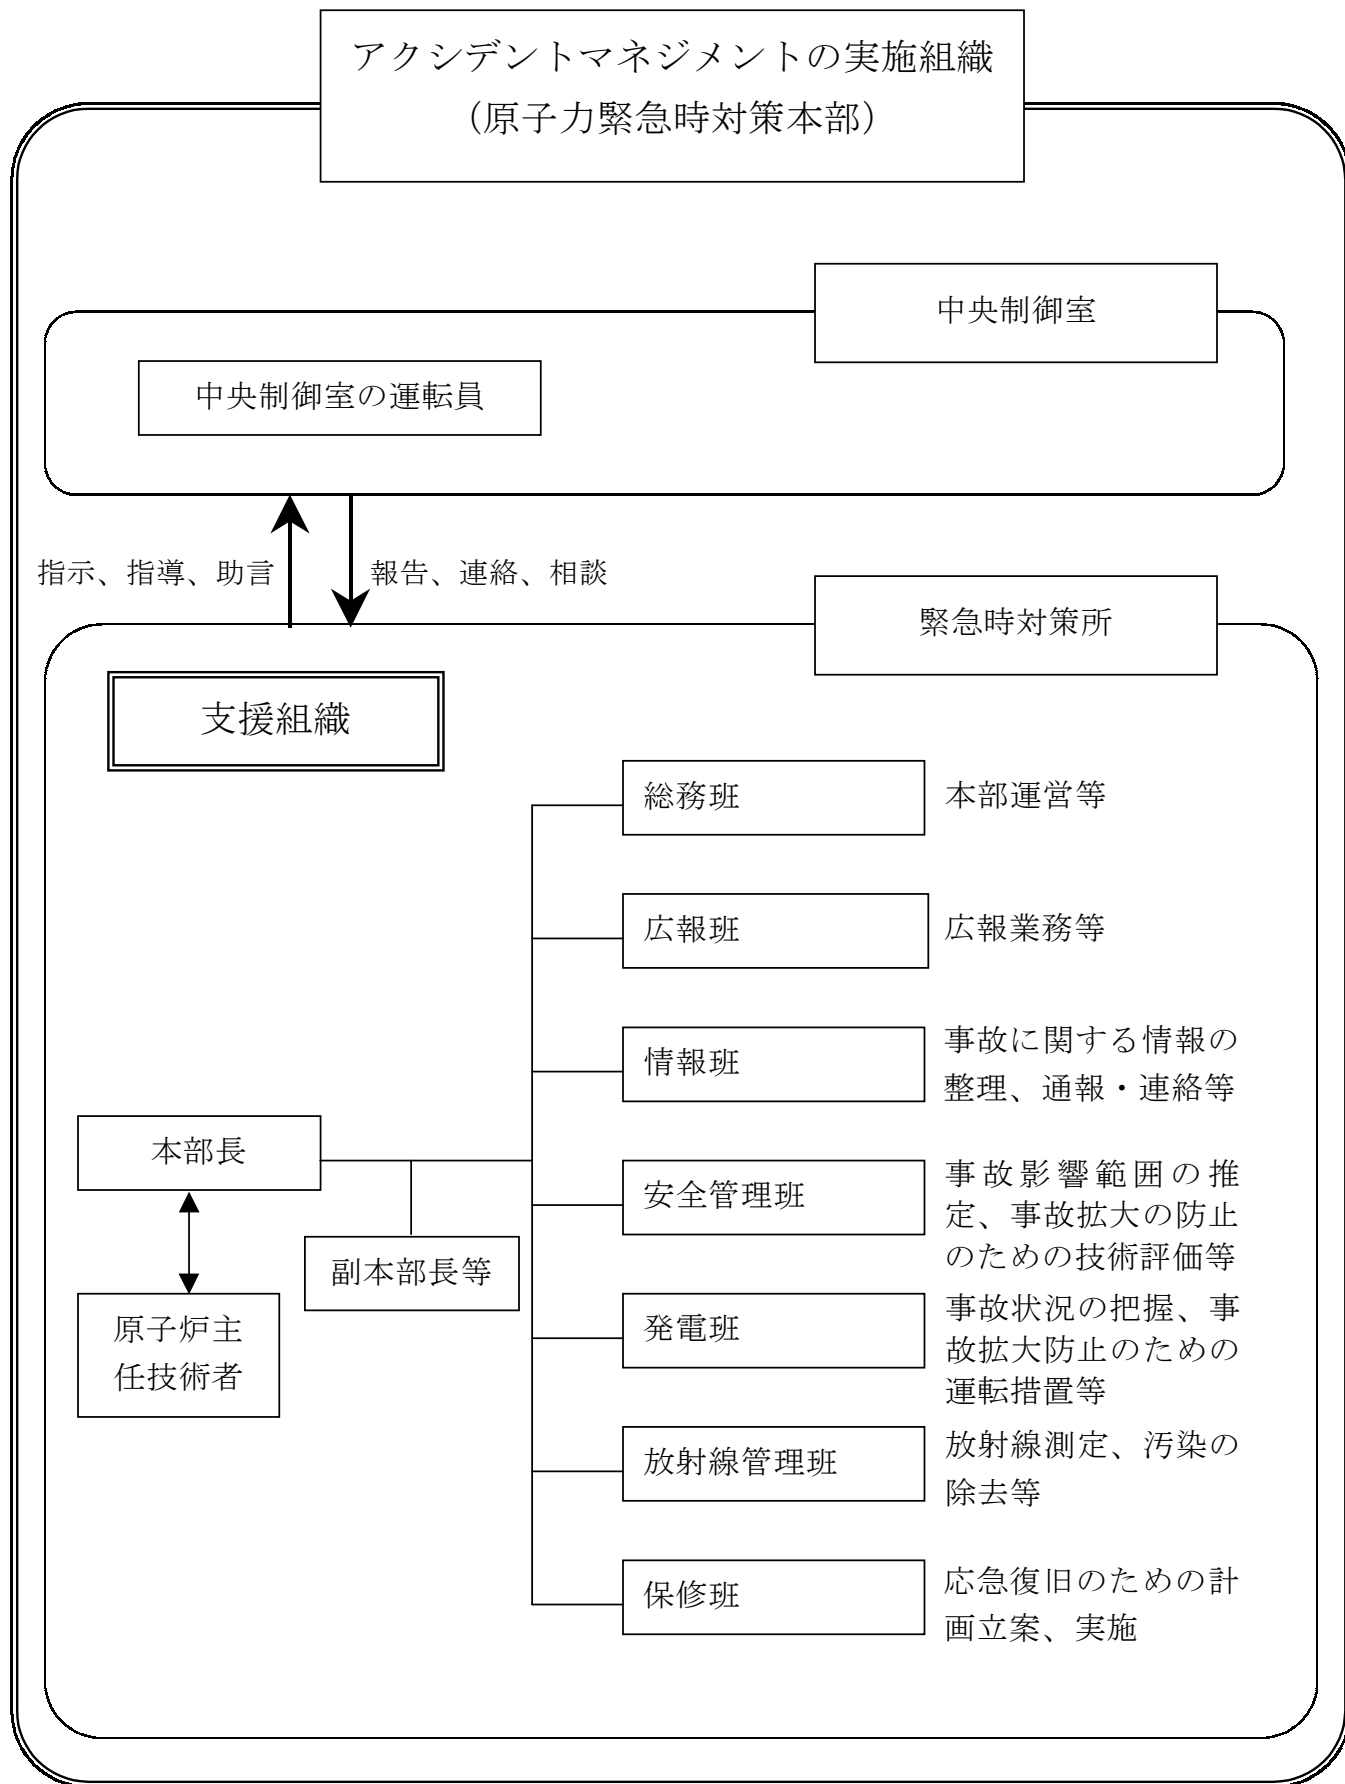 アクシデントマネジメントの実施組織
（原子力緊急時対策本部）
中央制御室
中央制御室の運転員
指示、指導、助言
報告、連絡、相談
緊急時対策所
支援組織
総務班
本部運営等
広報班
広報業務等
情報班
事故に関する情報の
整理、通報・連絡等
本部長
副本部長等
原子炉主
任技術者
安全管理班
事故影響範囲の推
定、事故拡大の防止
のための技術評価等
発電班
事故状況の把握、事
故拡大防止のための
運転措置等
放射線管理班
放射線測定、汚染の
除去等
保修班
応急復旧のための計
画立案、実施